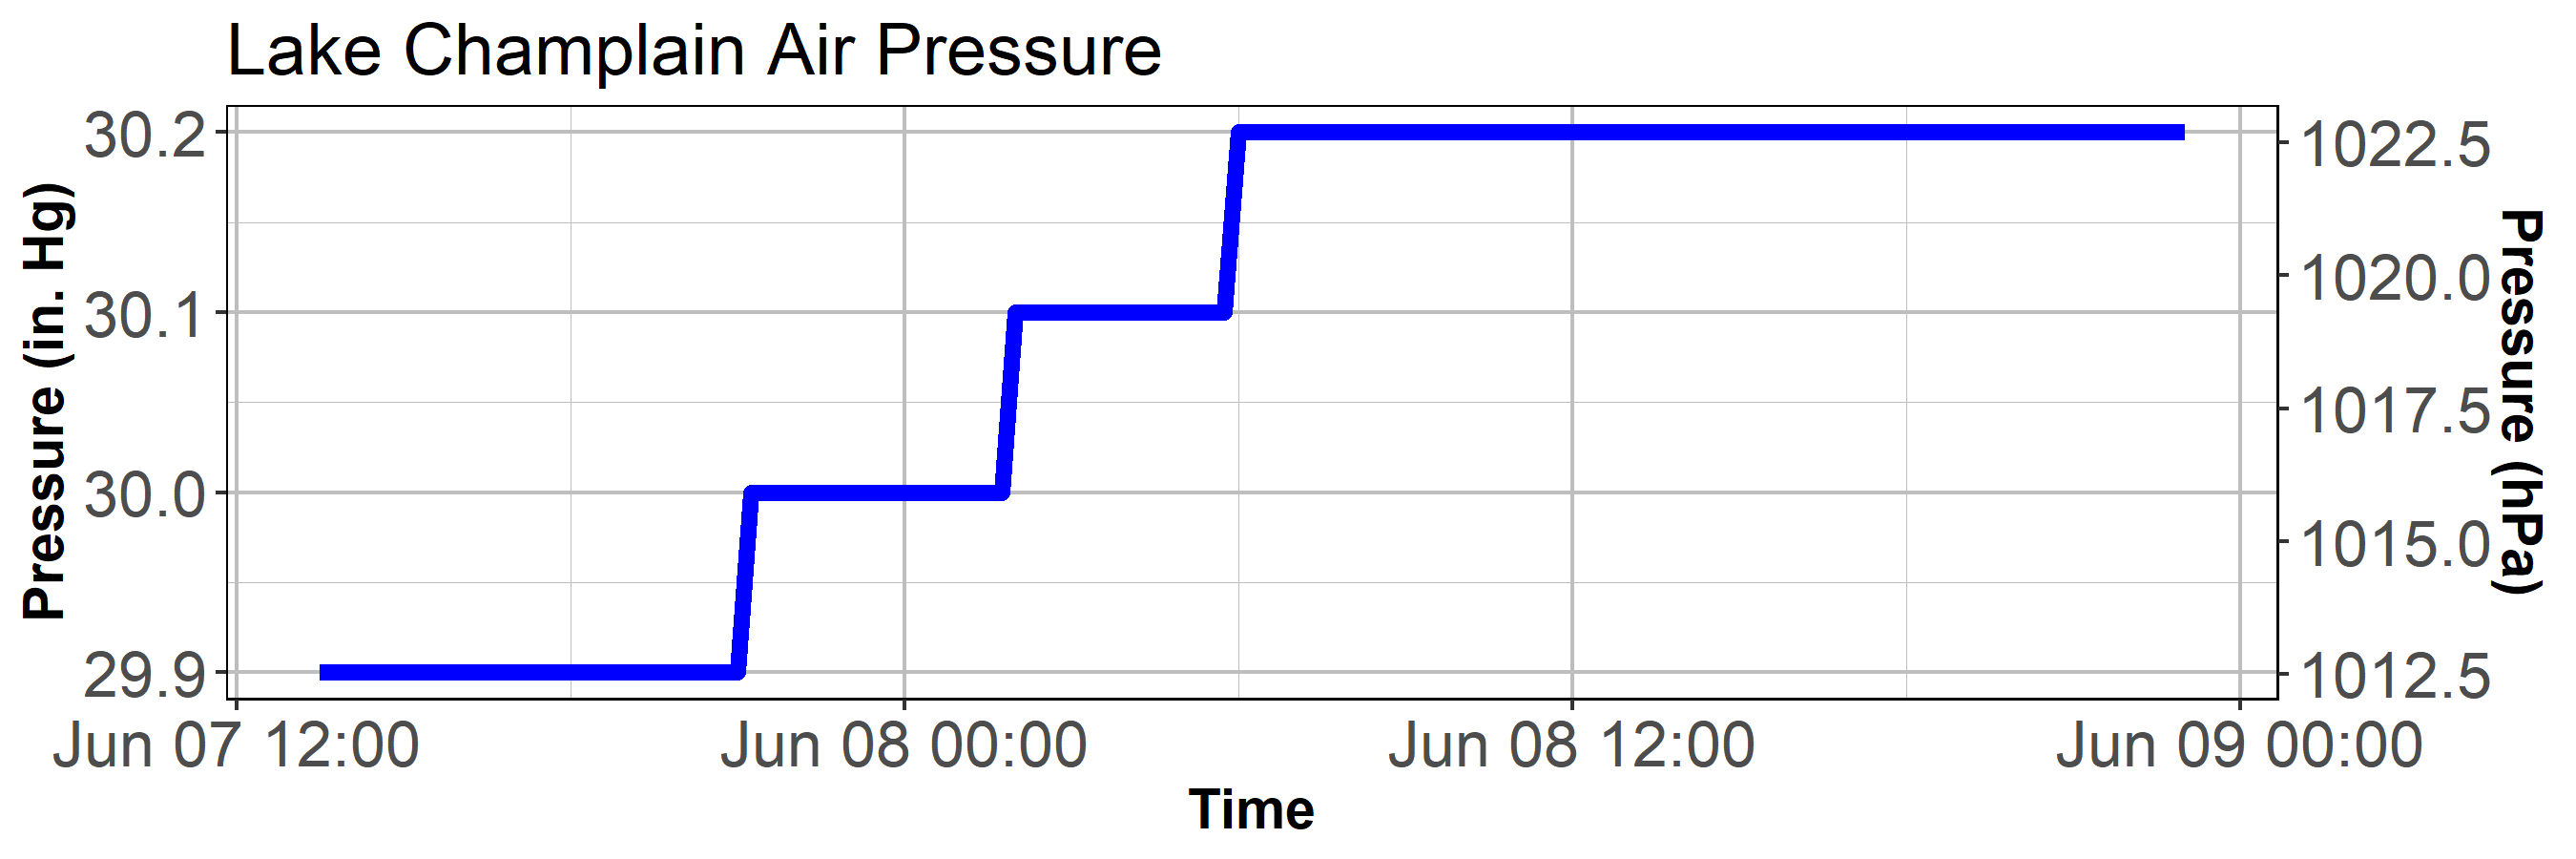 Lake Champlain Air Pressure
Pressure (in. Hg)
30.2
30.1
30.0
29.9
1022.5
1020.0
1017.5
1015.0
1012.5
Pressure (hPa)
Jun 07 12:00
Jun 08 00:00
Jun 08 12:00
Jun 09 00:00
Time